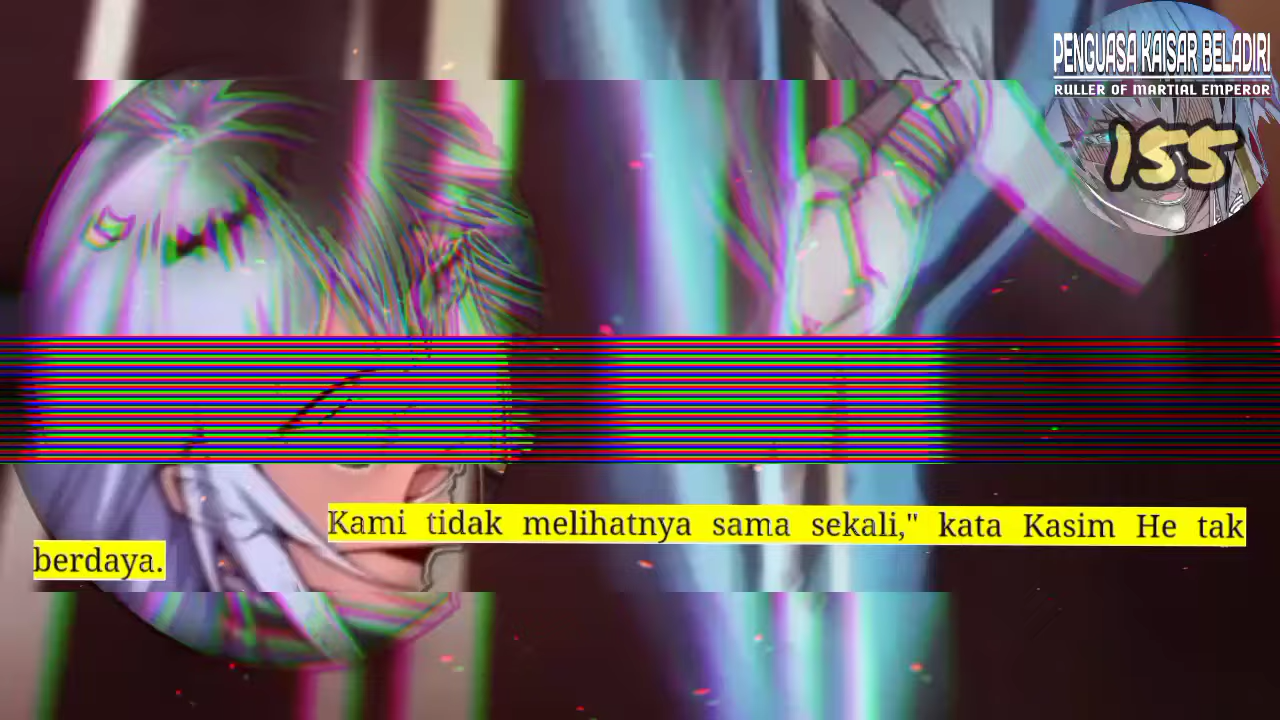 PENGUASA KAISAR BELADIRI
RULLER OF MARTIAL EMPEROR
155
Kami tidak melihatnya sama sekali," kata Kasim He tak
berdaya.